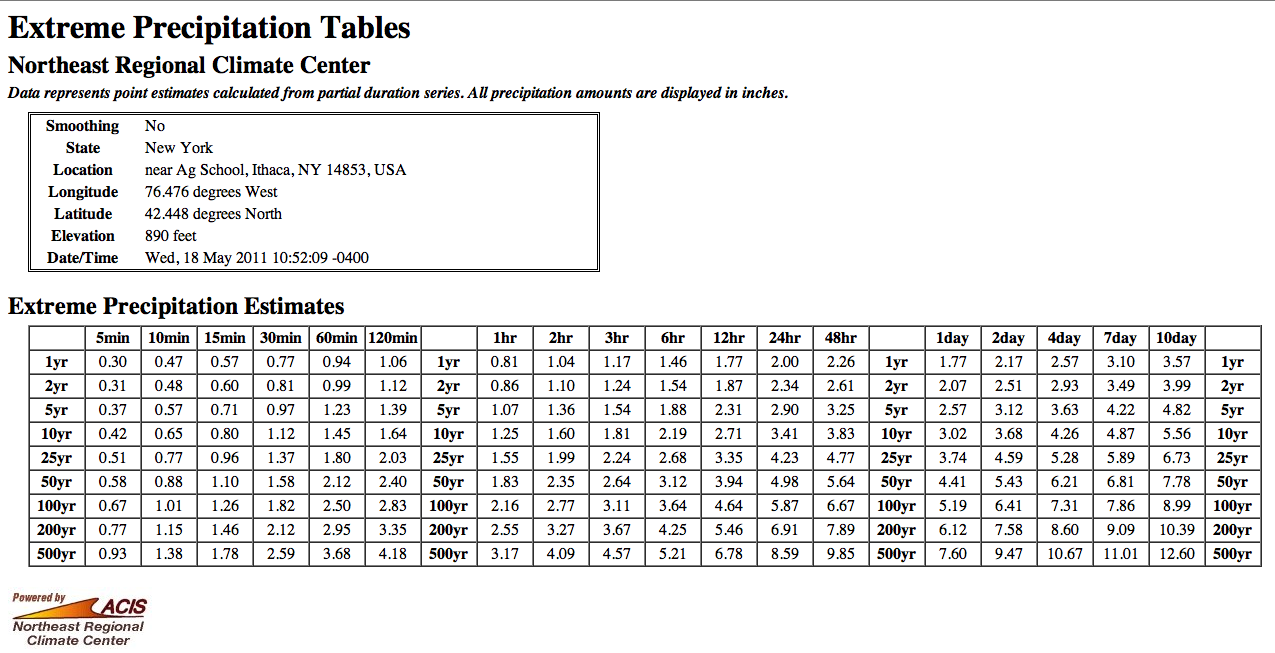 Extreme Precipitation Tables
Northeast Regional Climate Center
Data represents point estimates calculated from partial duration series. All precipitation amounts are displayed in inches.
Smoothing No
State New York
Location near Ag School, Ithaca, NY 14853, USA
Longitude 76.476 degrees West
Latitude 42.448 degrees North
Elevation 890 feet
Date/Time Wed, 18 May 2011 10:52:09 -0400
Extreme Precipitation Estimates
5min 10min 15min 30min 60min 120min 1hr 2hr 3hr 6hr 12hr 24hr 48hr 1day 2day 4day 7day 10day
1yr 0.30 0.47 0.57 0.77 0.94 1.06 1yr 0.81 1.04 1.17 1.46 1.77 2.00 2.26 1yr 1.77 2.17 2.57 3.10 3.57 1yr
2yr 0.31 0.48 0.60 0.81 0.99 1.12 2yr 0.86 1.10 1.24 1.54 1.87 2.34 2.61 2yr 2.07 2.51 2.93 3.49 3.99 2yr
5yr 0.37 0.57 0.71 0.97 1.23 1.39 5yr 1.07 1.36 1.54 1.88 2.31 2.90 3.25 5yr 2.57 3.12 3.63 4.22 4.82 5yr
10yr 0.42 0.65 0.80 1.12 1.45 1.64 10yr 1.25 1.60 1.81 2.19 2.71 3.41 3.83 10yr 3.02 3.68 4.26 4.87 5.56 10yr
25yr 0.51 0.77 0.96 1.37 1.80 2.03 25yr 1.55 1.99 2.24 2.68 3.35 4.23 4.77 25yr 3.74 4.59 5.28 5.89 6.73 25yr
50yr 0.58 0.88 1.10 1.58 2.12 2.40 50yr 1.83 2.35 2.64 3.12 3.94 4.98 5.64 50yr 4.41 5.43 6.21 6.81 7.78 50yr
100yr 0.67 1.01 1.26 1.82 2.50 2.83 100yr 2.16 2.77 3.11 3.64 4.64 5.87 6.67 100yr 5.19 6.41 7.31 7.86 8.99 100yr
200yr 0.77 1.15 1.46 2.12 2.95 3.35 200yr 2.55 3.27 3.67 4.25 5.46 6.91 7.89 200yr 6.12 7.58 8.60 9.09 10.39 200yr
500yr 0.93 1.38 1.78 2.59 3.68 4.18 500yr 3.17 4.09 4.57 5.21 6.78 8.59 9.85 500yr 7.60 9.47 10.67 11.01 12.60 500yr
Powered by
ACIS
Northeast Regional
Climate Center